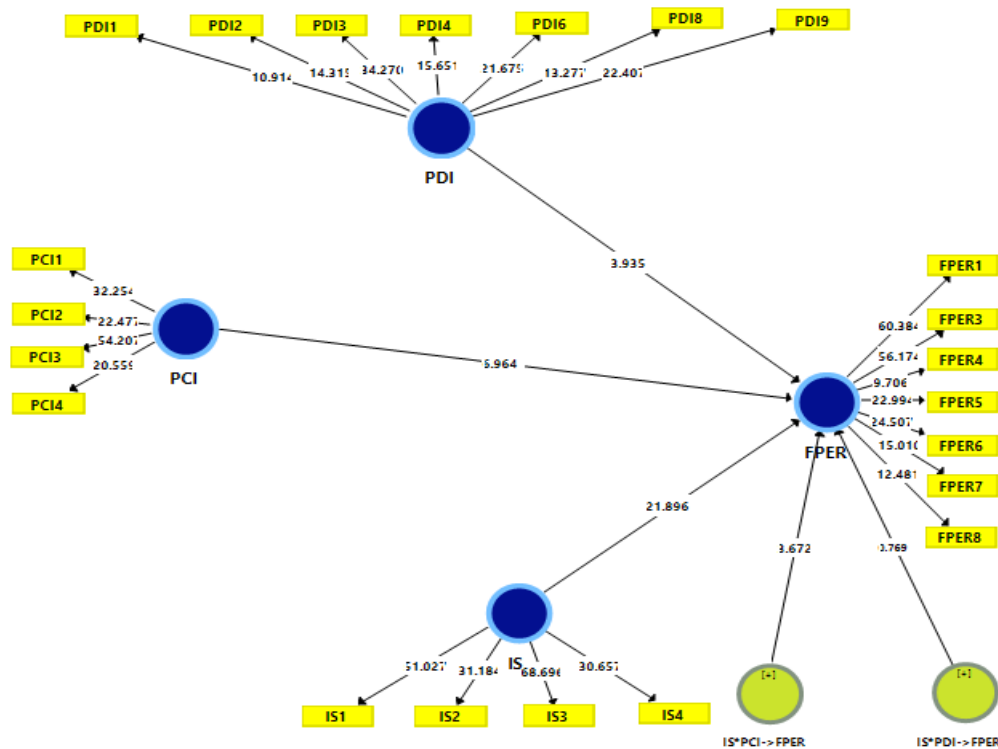 PDI1
PDI2
PDI3
PDI4
PDI6
PDI8
PDI9
10.914
14.315
34.270
15.651
21.675
13.277
22.407
PDI
3.935
PCI1
PCI2
PCI3
PCI4
32.254
22.477
54.207
20.559
PCI
FPER1
FPER3
FPER4
FPER5
FPER6
FPER7
FPER8
60.384
56.174
9.706
22.994
24.507
15.010
12.481
FPER
21.896
3.672
IS
51.027
31.184
68.696
30.657
IS1
IS2
IS3
IS4
[+]
[+]
IS*PCI->FPER
IS*PDI->FPER